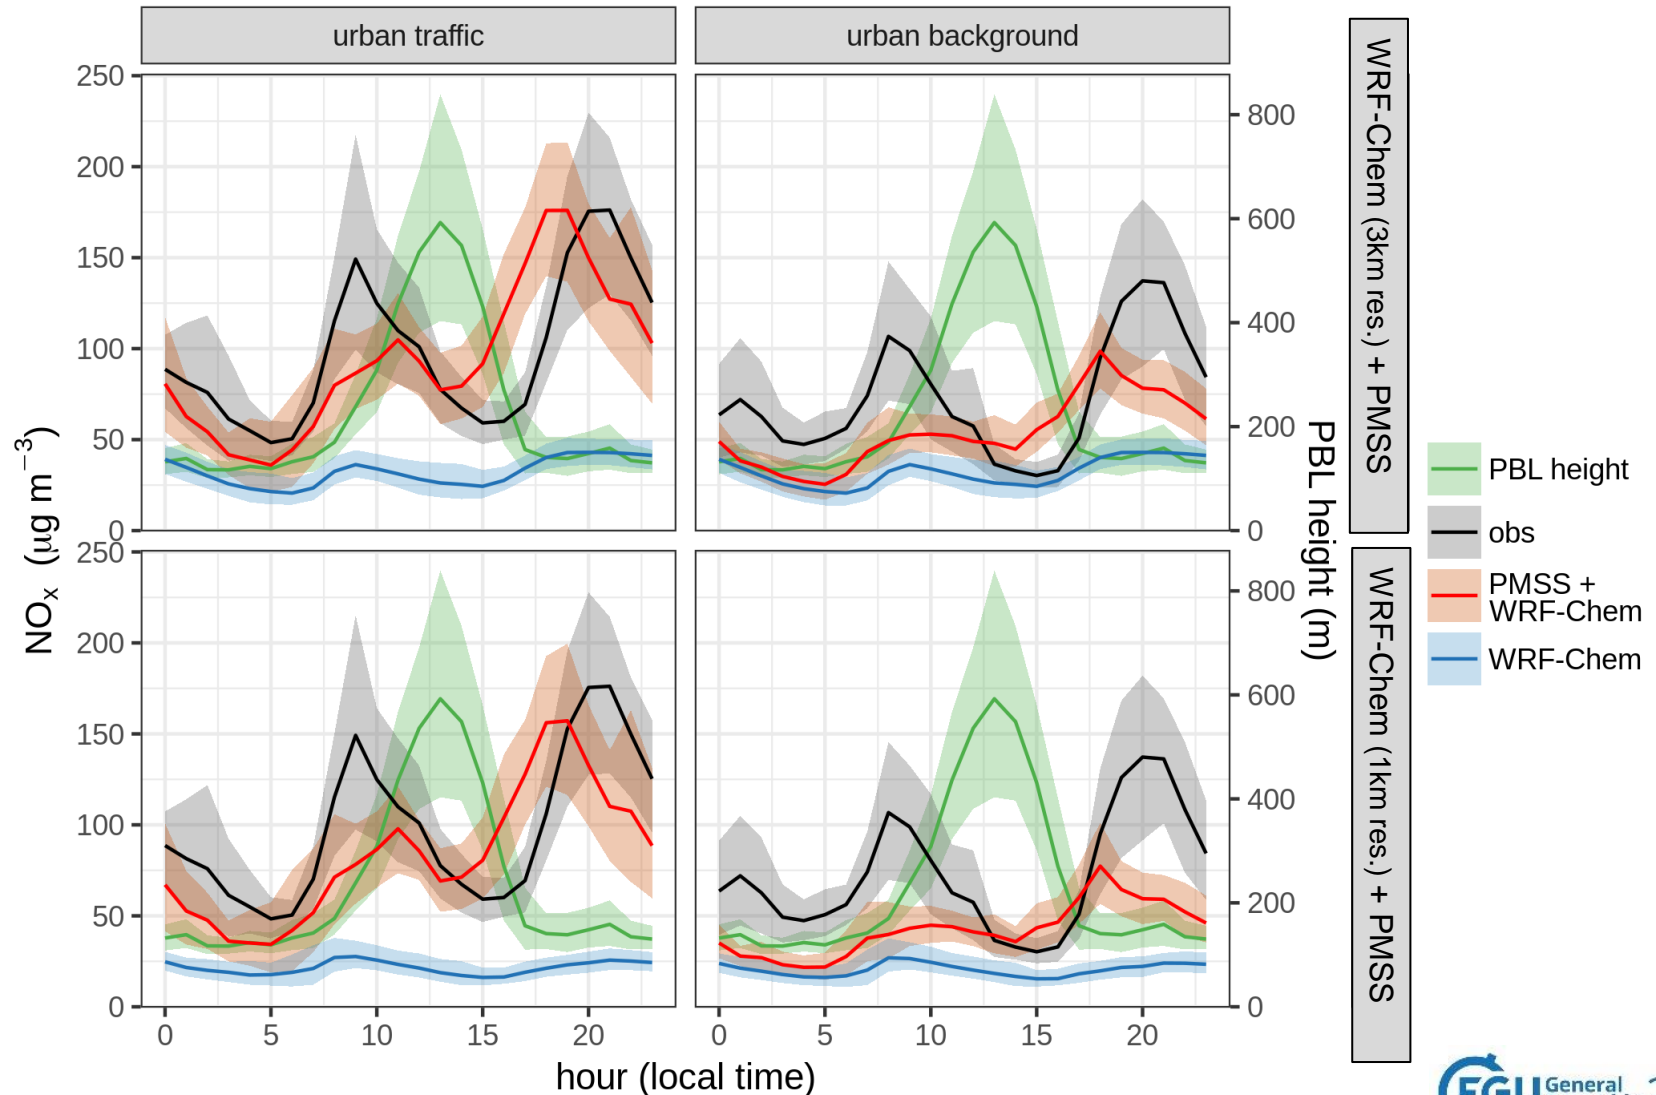 urban traffic
urban background
250
200
150
100
50
0
800
600
400
200
0
250
200
150
100
50
0
800
600
400
200
0
0 5 10 15 20
0 5 10 15 20
hour (local time)
NOx (µg m−3)
PBL height (m)
WRF-Chem (3km res.) + PMSS
WRF-Chem (1km res.) + PMSS
PBL height
obs
PMSS +
WRF-Chem
WRF-Chem
EGU General